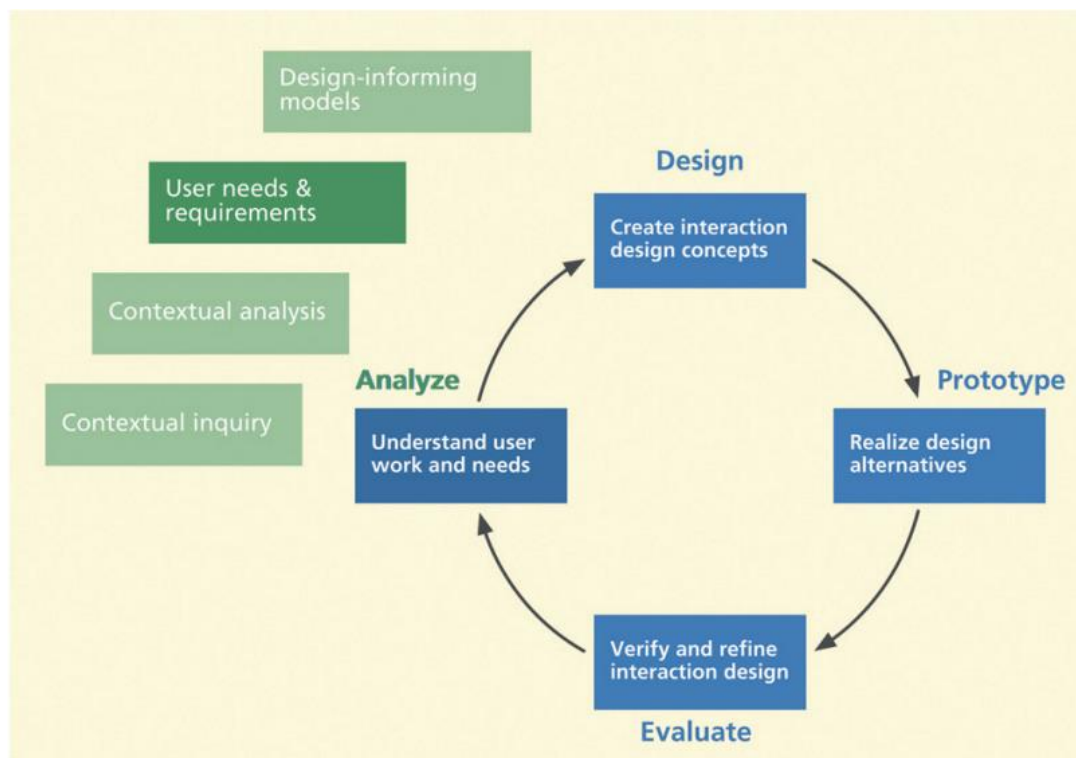 Design-informing
models
User needs &
requirements
Contextual analysis
Contextual inquiry
Design
Create interaction
design concepts
Analyze
Understand user
work and needs
Prototype
Realize design
alternatives
Verify and refine
interaction design
Evaluate